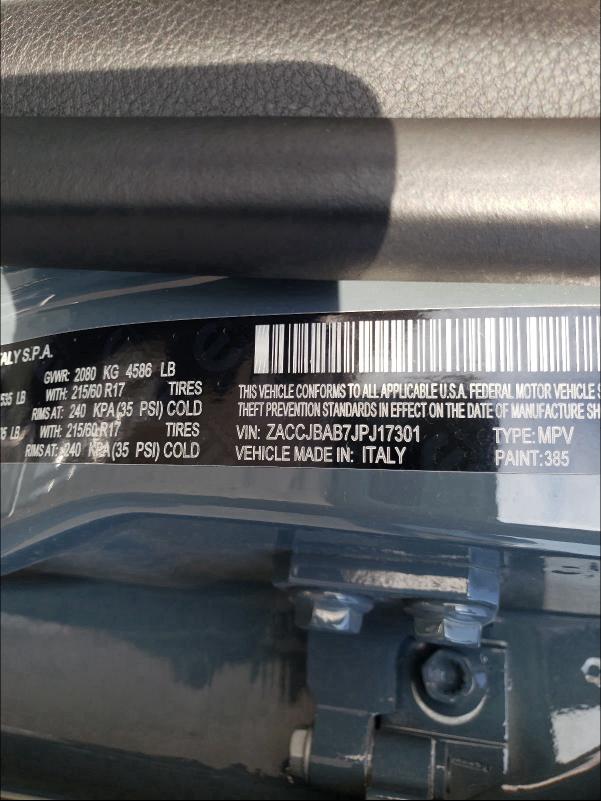 ITALY S.P.A.
GVWR: 2080 KG 4586 LB
535 LB WITH: 215/60 R17 TIRES
RIMS AT: 240 KPA (35 PSI) COLD
35 LB WITH: 215/60 R17 TIRES
RIMS AT: 240 KPA (35 PSI) COLD
THIS VEHICLE CONFORMS TO ALL APPLICABLE U.S.A. FEDERAL MOTOR VEHICLE S
THEFT PREVENTION STANDARDS IN EFFECT ON THE DATE OF MANUFACTURE SH
VIN: ZACCJBAB7JPJ17301 TYPE: MPV
VEHICLE MADE IN: ITALY PAINT: 385